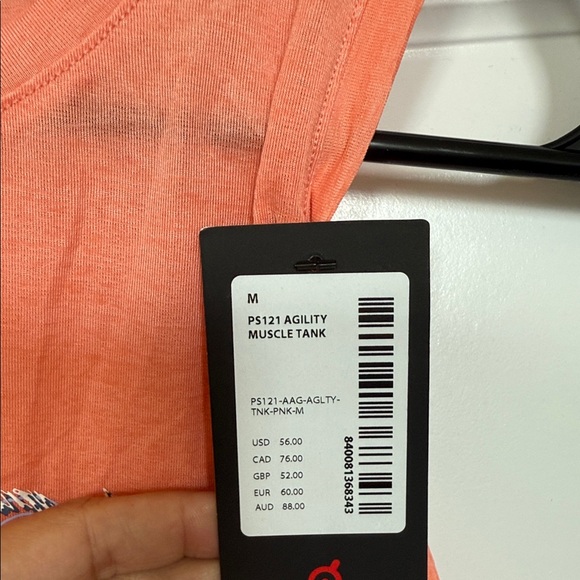 M
PS121 AGILITY
MUSCLE TANK
PS121-AAG-AGLTY-
TNK-PNK-M
USD 56.00
CAD 76.00
GBP 52.00
EUR 60.00
AUD 88.00
840081368343